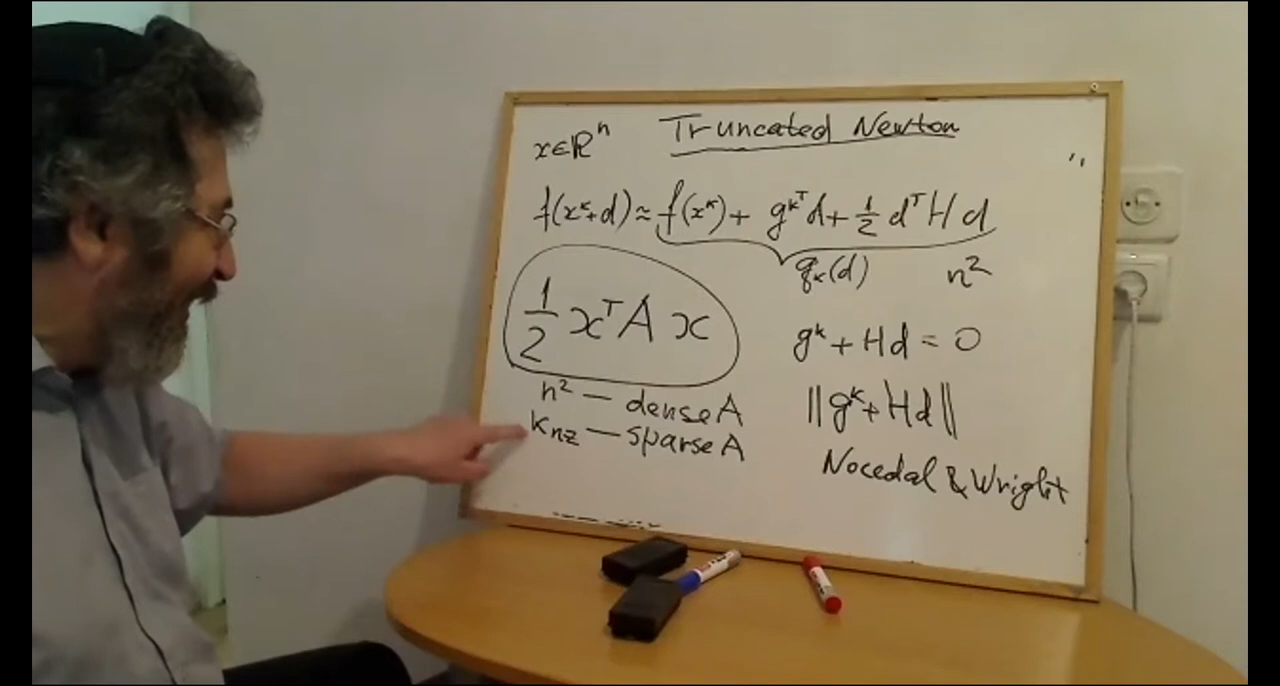 x∈ℝⁿ Truncated Newton
f(xᵏ+d) ≈ f(xᵏ) + gᵏᵀd + ½ dᵀHd
qₖ(d) n²
½ xᵀAx
gᵏ + Hd = 0
n² — dense A
k_nz — sparse A
||gᵏ + Hd||
Nocedal & Wright